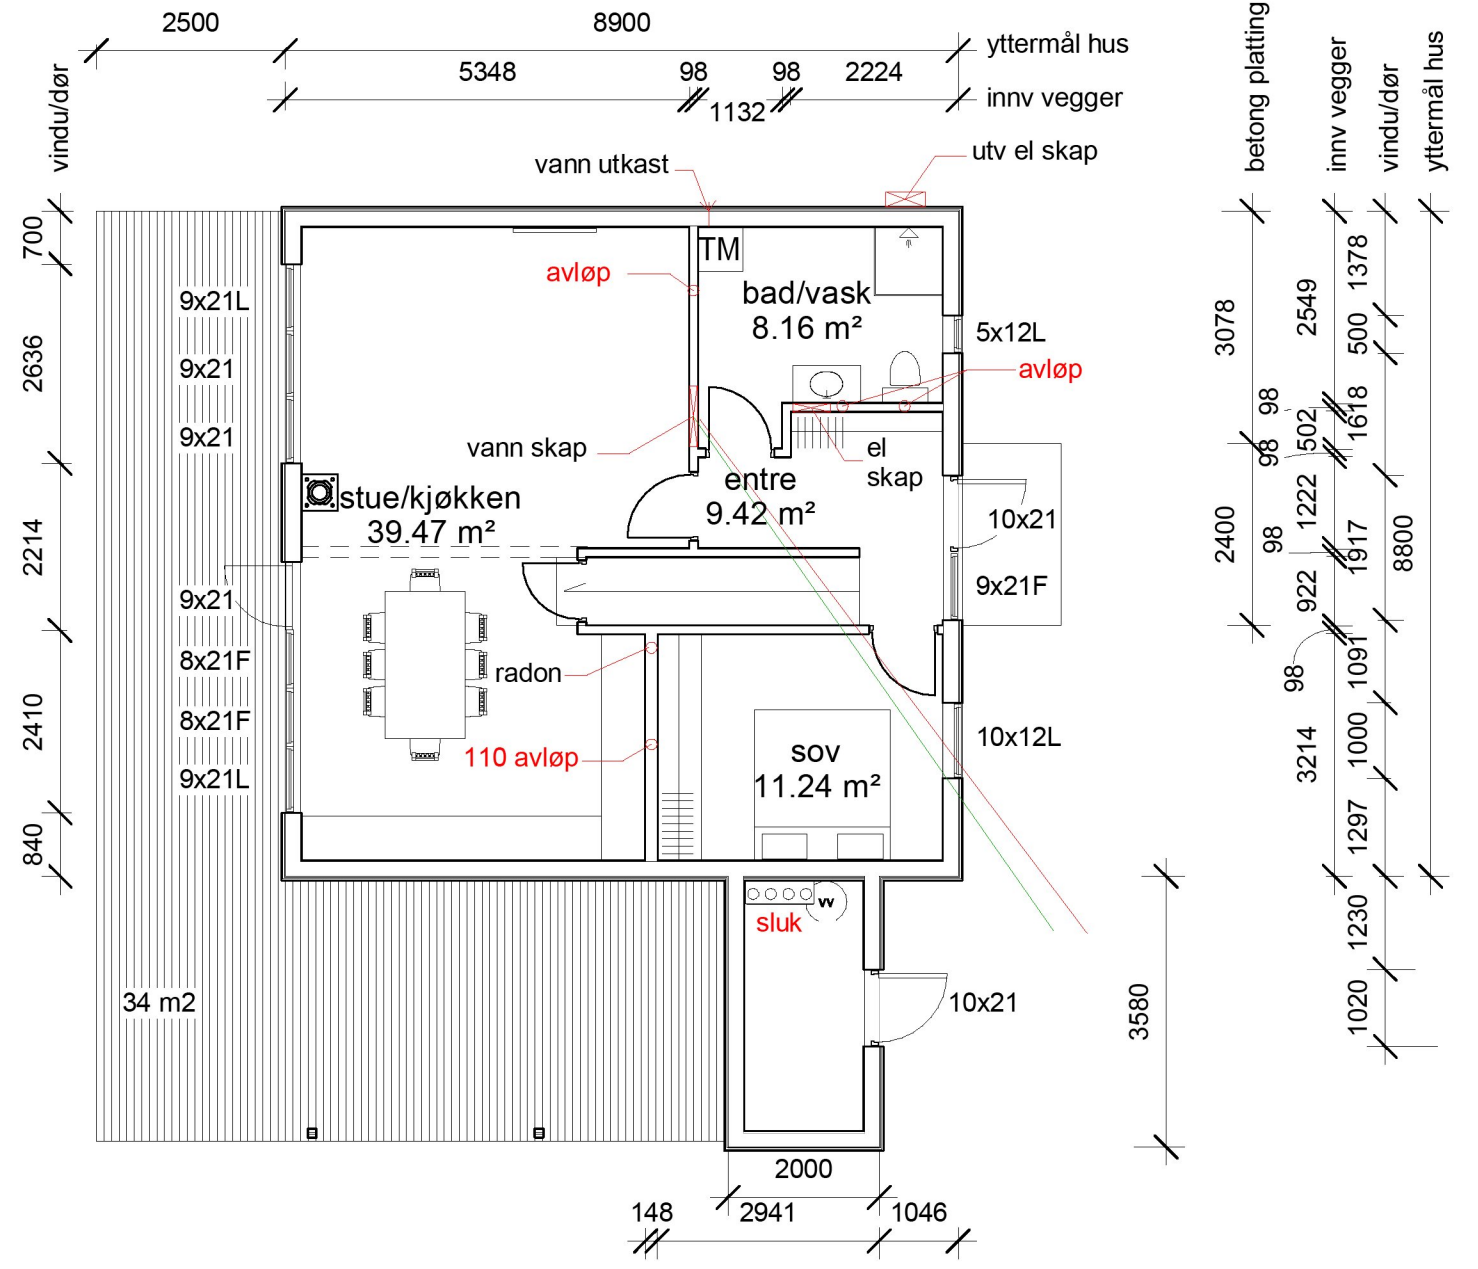 2500
8900
yttermål hus
5348
98
98
2224
1132
innv vegger
vindu/dør
betong platting
innv vegger
vindu/dør
yttermål hus
utv el skap
vann utkast
700
2636
2214
2410
840
9x21L
9x21
9x21
9x21
8x21F
8x21F
9x21L
TM
avløp
bad/vask
8.16 m²
5x12L
avløp
vann skap
el
skap
entre
9.42 m²
stue/kjøkken
39.47 m²
10x21
9x21F
radon
110 avløp
sov
11.24 m²
10x12L
vv
sluk
10x21
34 m2
3078
2400
2549
98
502
98
1222
98
922
98
3214
1378
500
1618
1917
1091
1000
1297
1230
1020
8800
3580
2000
148
2941
1046